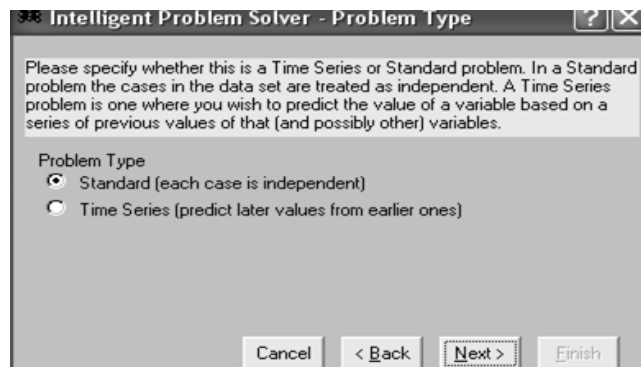 Intelligent Problem Solver - Problem Type
Please specify whether this is a Time Series or Standard problem. In a Standard
problem the cases in the data set are treated as independent. A Time Series
problem is one where you wish to predict the value of a variable based on a
series of previous values of that (and possibly other) variables.
Problem Type
Standard (each case is independent)
Time Series (predict later values from earlier ones)
Cancel < Back Next > Finish